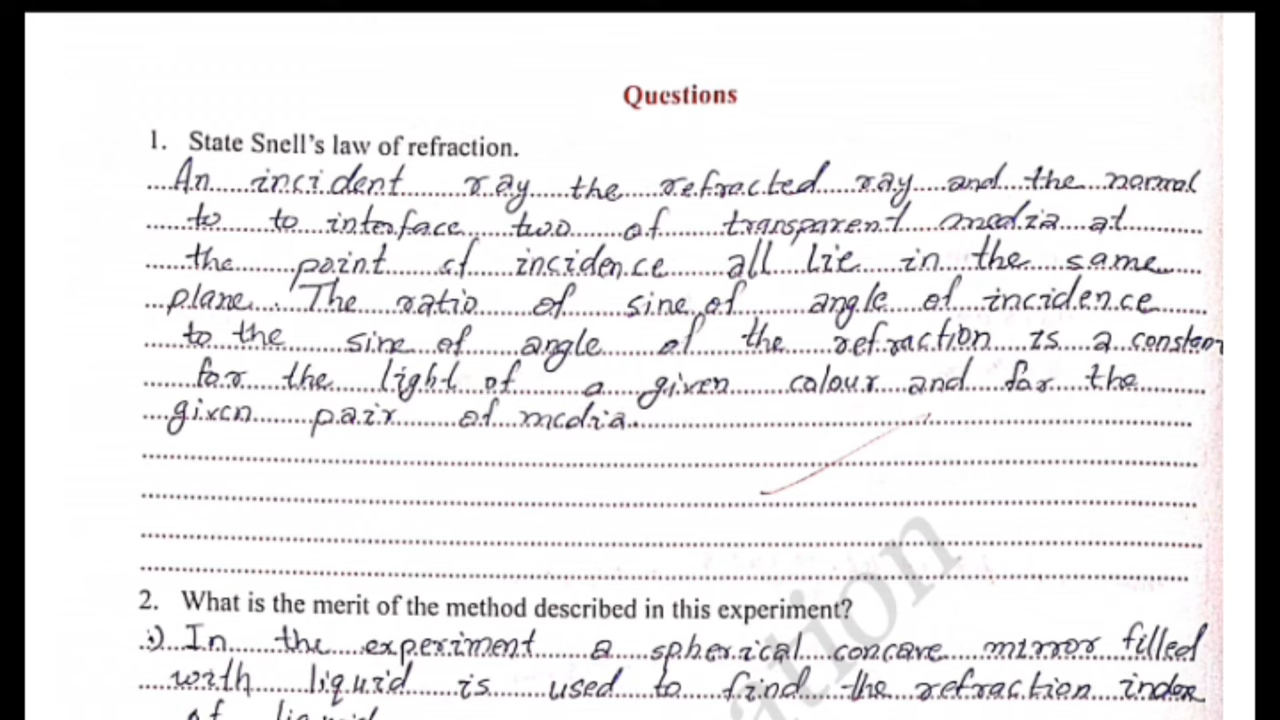 Questions
1. State Snell's law of refraction.
An incident ray the refracted ray and the normal
to to interface two of transparent media at
the point of incidence all lie in the same
plane. The ratio of sine of angle of incidence
to the sine of angle of the refraction is a constant
for the light of a given colour and for the
given pair of media.
2. What is the merit of the method described in this experiment?
i) In the experiment a spherical concave mirror filled
with liquid is used to find the refraction index
of liquid